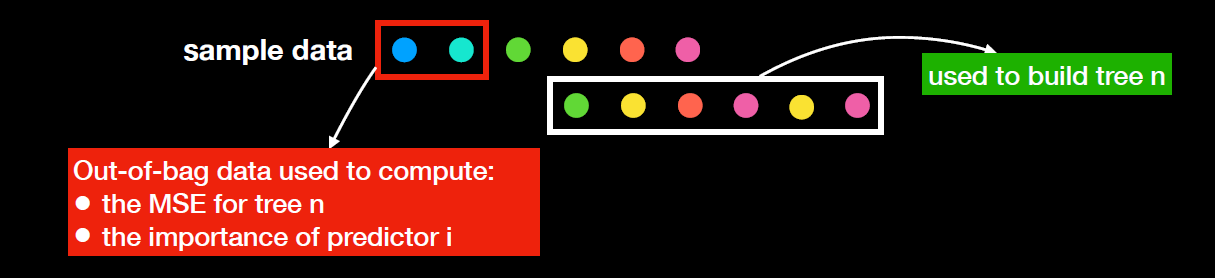 sample data
used to build tree n
Out-of-bag data used to compute:
● the MSE for tree n
● the importance of predictor i